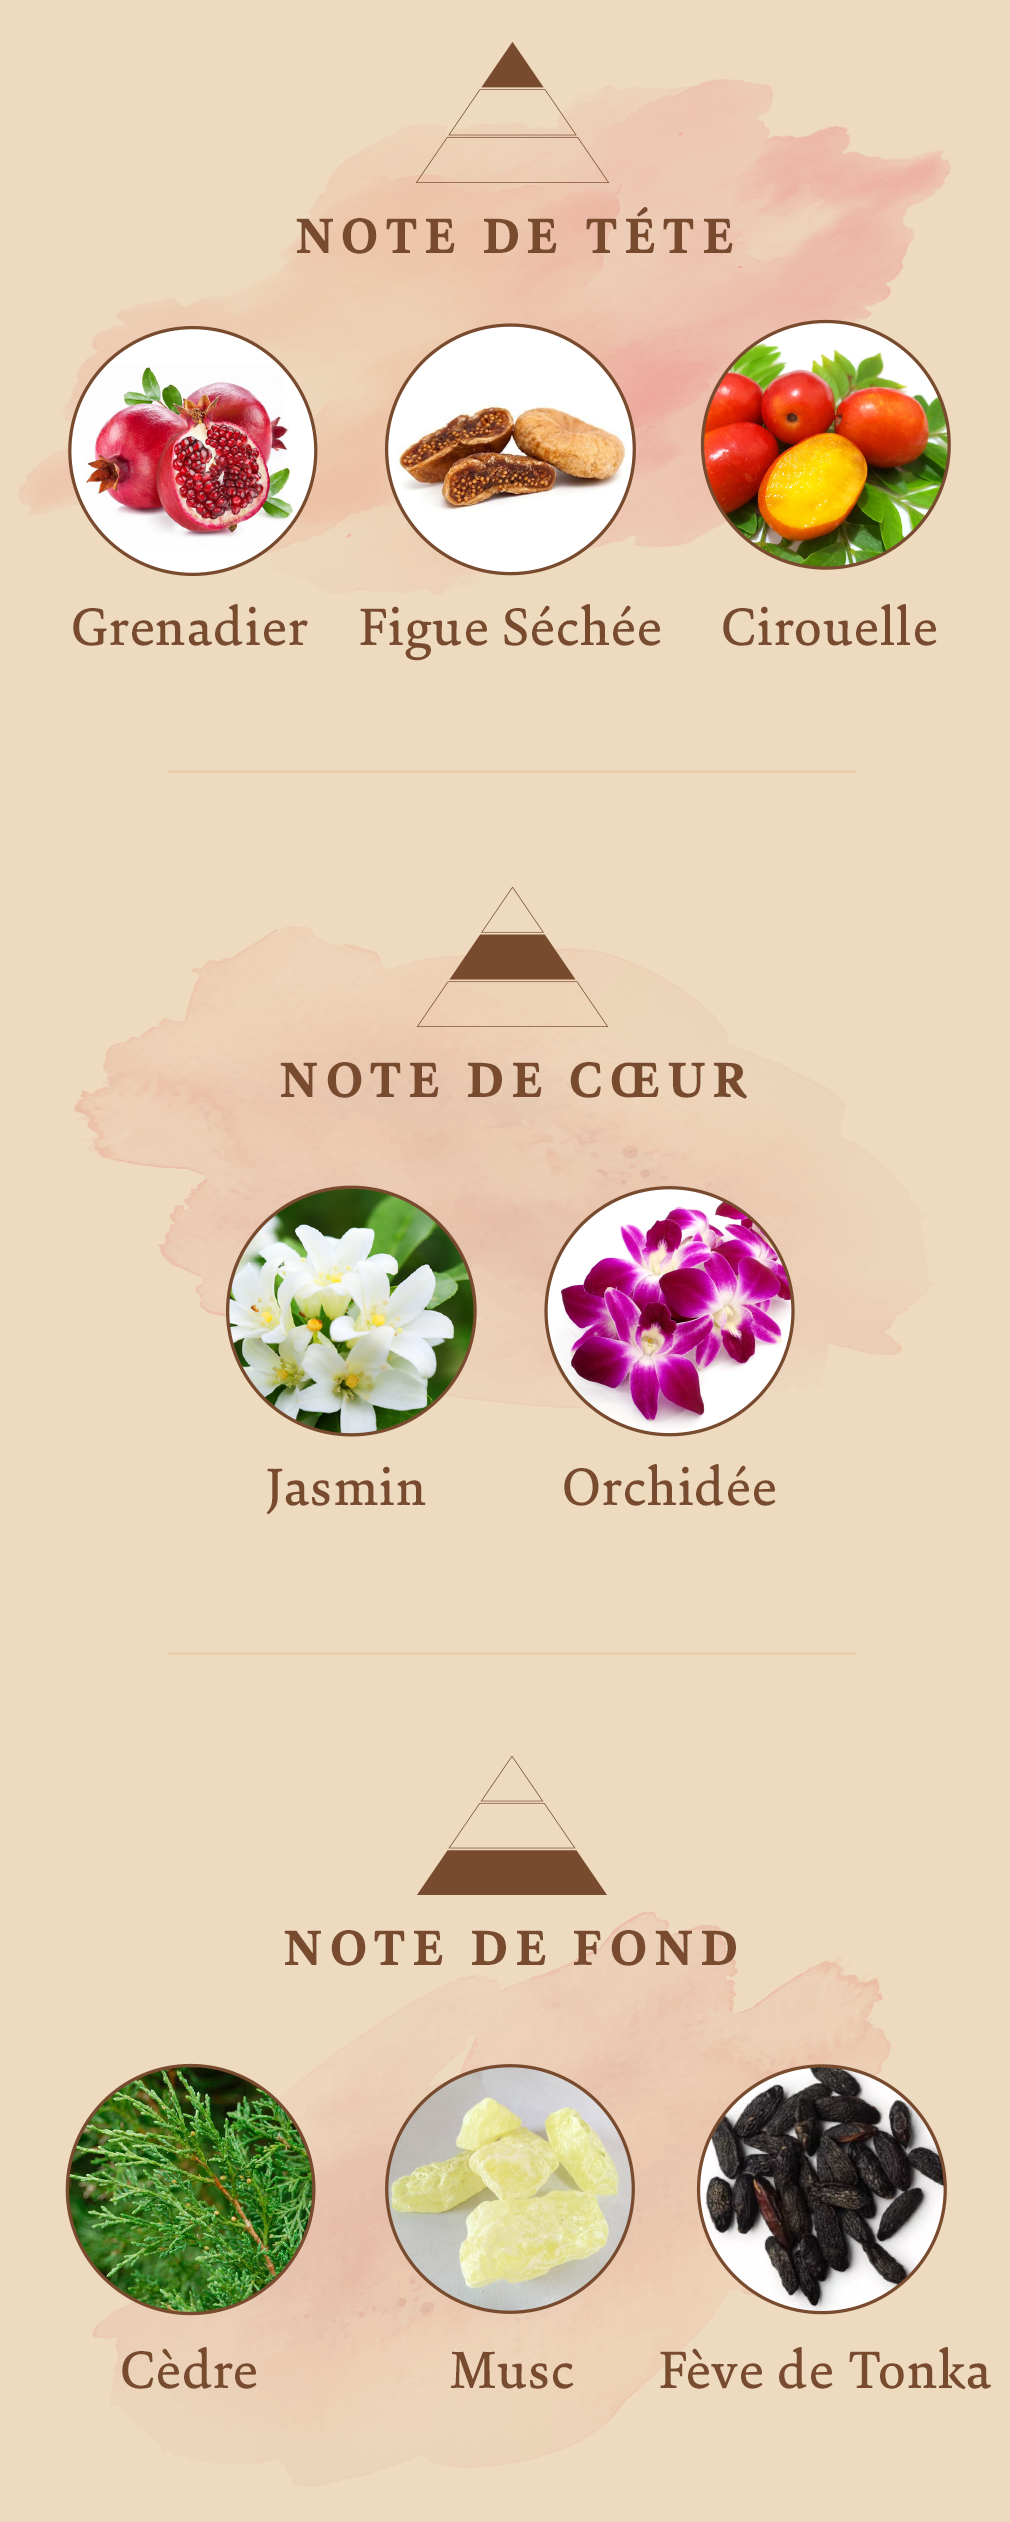 NOTE DE TÉTE
Grenadier
Figue Séchée
Cirouelle
NOTE DE CŒUR
Jasmin
Orchidée
NOTE DE FOND
Cèdre
Musc
Fève de Tonka